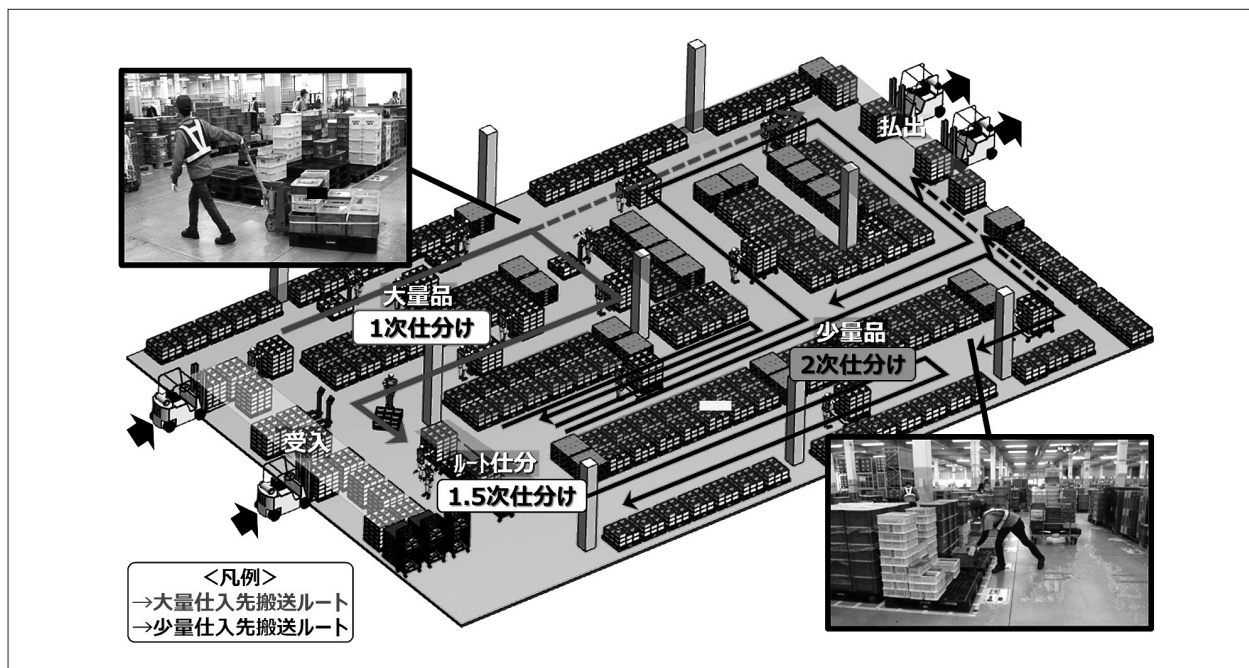 払出
大量品
1次仕分け
少量品
2次仕分け
受入
ﾙｰﾄ仕分
1.5次仕分け
<凡例>
→大量仕入先搬送ルート
→少量仕入先搬送ルート